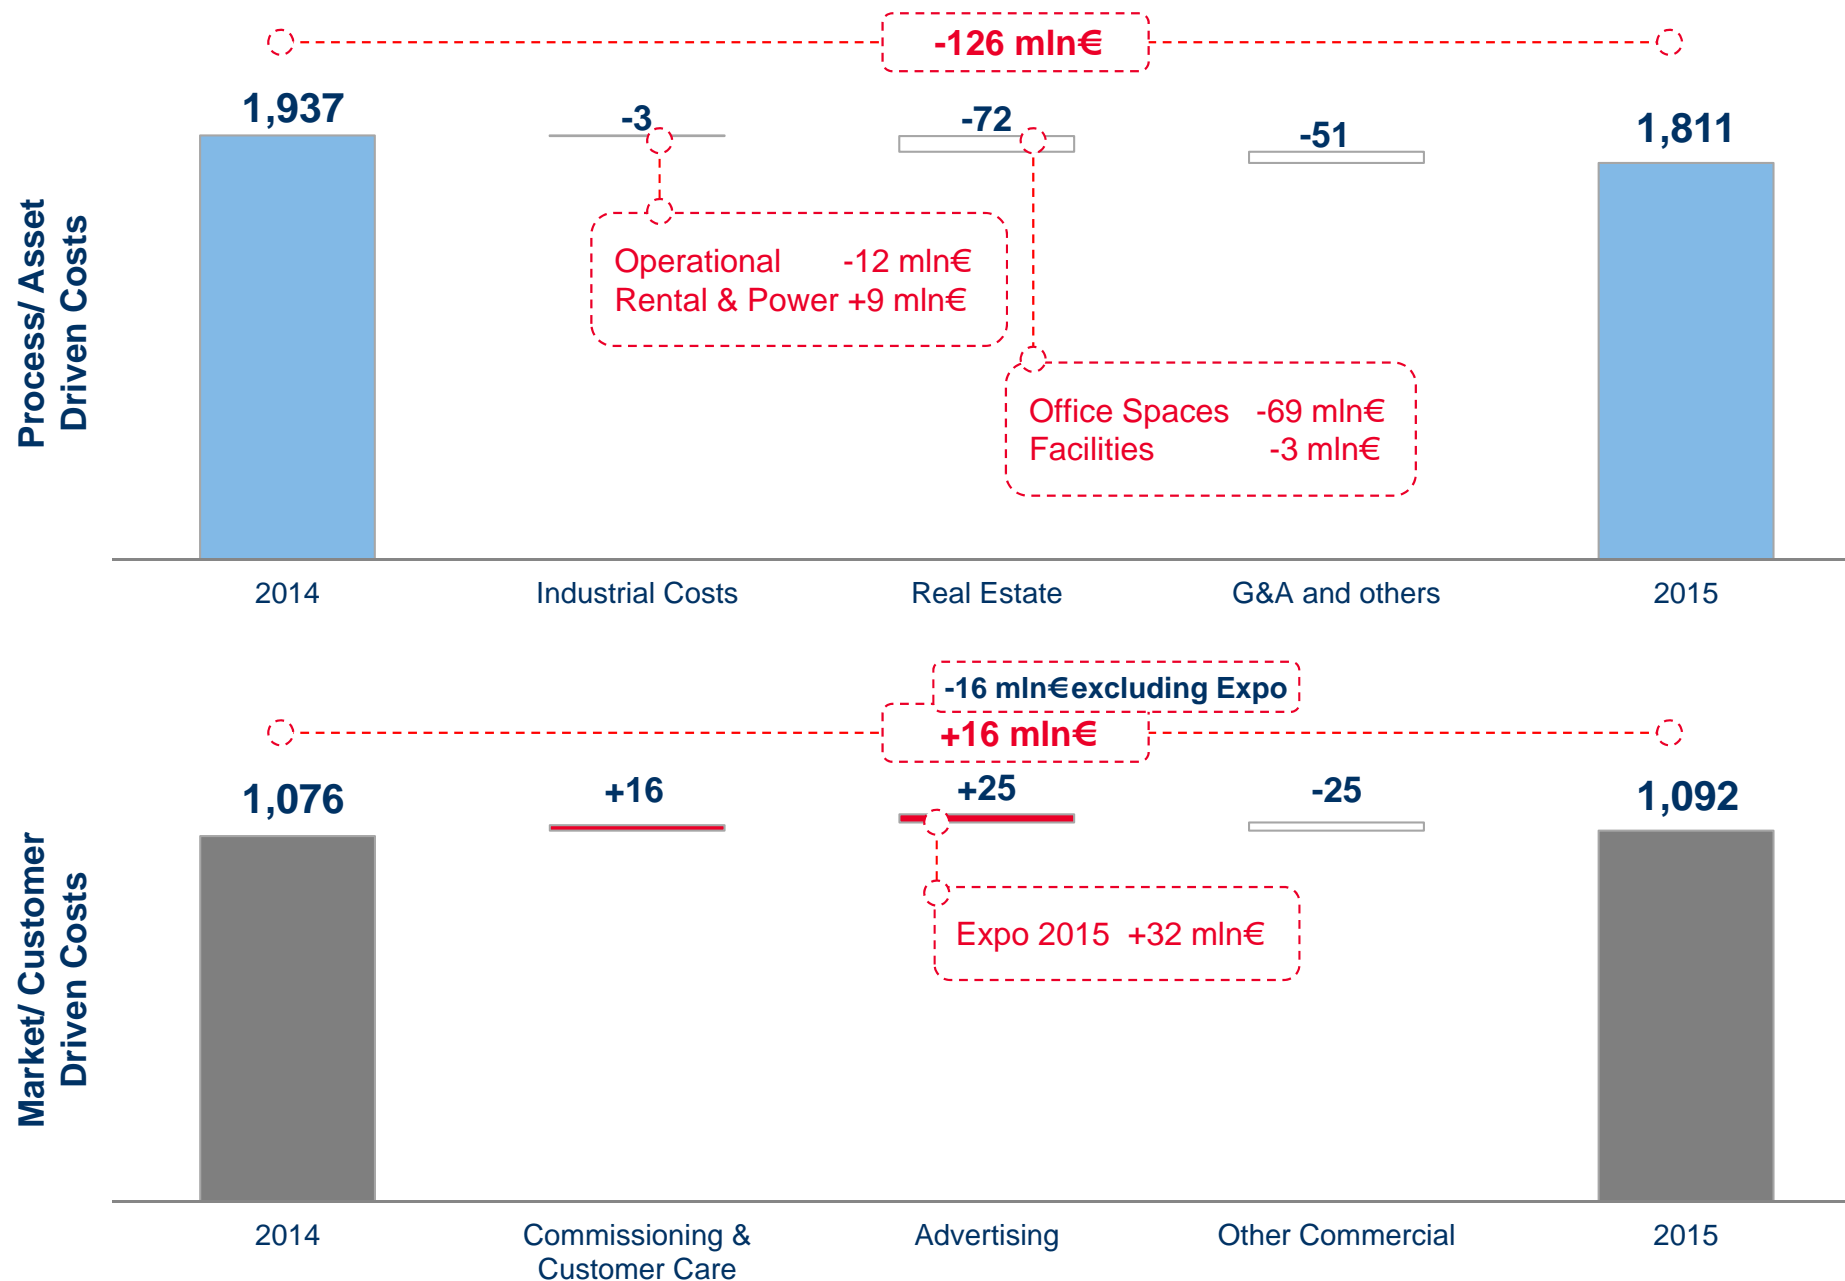 -126 mln€
1,937
-3
-72
-51
1,811
Process/ Asset
Driven Costs
Operational -12 mln€
Rental & Power +9 mln€
Office Spaces -69 mln€
Facilities -3 mln€
2014
Industrial Costs
Real Estate
G&A and others
2015
-16 mln€excluding Expo
+16 mln€
1,076
+16
+25
-25
1,092
Market/ Customer
Driven Costs
Expo 2015 +32 mln€
2014
Commissioning &
Customer Care
Advertising
Other Commercial
2015